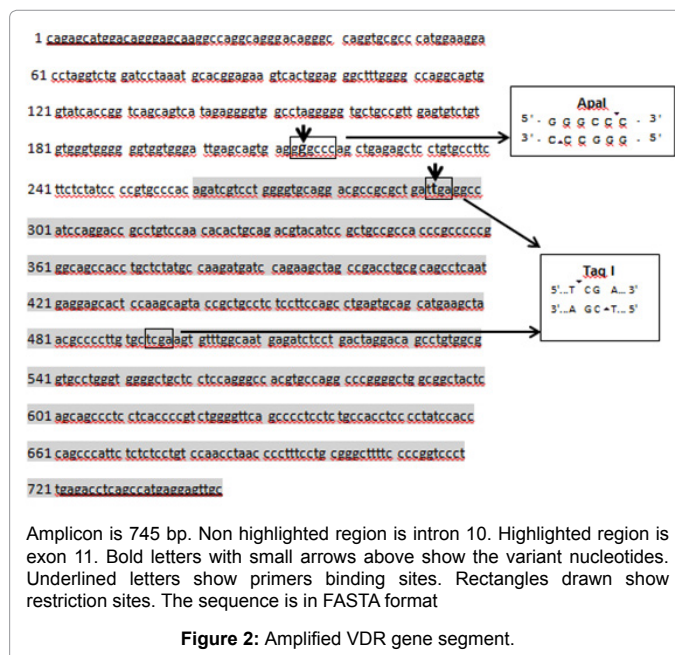 1 cagagcatggacagggagcaaggccaggcagggacagggc caggtgcgccc catggaagga
61 cctaggtctg gatcctaaat gcacggagaa gtcactggag ggctttgggg ccaggcagtg
121 gtatcaccgg tcagcagtca tagaggggtg gcctaggggg tgctgccgtt gagtgtctgt
Apal
5'. G G G C C C . 3'
3'. C C C G G G . 5'
181 gtgggtgggg ggtggtggga ttgagcagtg aggggcccag ctgagagctc ctgtgccttc
241 ttctctatcc ccgtgcccac agatcgtcct ggggtgcagg acgccgcgct gattgaggcc
301 atccaggacc gcctgtccaa cacactgcag acgtacatcc gctgccgcca cccgcccccg
361 ggcagccacc tgctctatgc caagatgatc cagaagctag ccgacctgcg cagcctcaat
Taq I
5'...T CG A...3'
3'...A GC T...5'
421 gaggagcact ccaagcagta ccgctgcctc tccttccagc ctgagtgcag catgaagcta
481 acgccccttg tgctcgaagt gtttggcaat gagatctcct gactaggaca gcctgtggcg
541 gtgcctgggt ggggctgctc ctccagggcc acgtgccagg cccggggctg gcggctactc
601 agcagccctc ctcaccccgt ctggggttca gcccctcctc tgccacctcc cctatccacc
661 cagcccattc tctctcctgt ccaacctaac ccctttcctg cgggcttttc cccggtccct
721 tgagacctcagccatgaggagttgc
Amplicon is 745 bp. Non highlighted region is intron 10. Highlighted region is
exon 11. Bold letters with small arrows above show the variant nucleotides.
Underlined letters show primers binding sites. Rectangles drawn show
restriction sites. The sequence is in FASTA format
Figure 2: Amplified VDR gene segment.